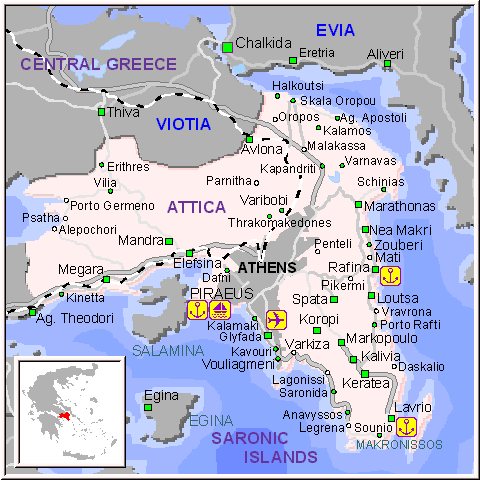 EVIA
Chalkida
Eretria
Aliveri
CENTRAL GREECE
Halkoutsi
Skala Oropou
Thiva
Oropos
Ag. Apostoli
VIOTIA
Kalamos
Avlona
Malakassa
Erithres
Kapandriti
Varnavas
Vilia
Parnitha
Schinias
Porto Germeno
Varibobi
Marathonas
Psatha
ATTICA
Thrakomakedones
Alepochori
Nea Makri
Mandra
Penteli
Zouberi
Elefsina
Mati
Megara
Dafni
ATHENS
Rafina
Pikermi
Kinetta
PIRAEUS
Spata
Loutsa
Ag. Theodori
Kalamaki
Koropi
Vravrona
Glyfada
Porto Rafti
SALAMINA
Kavouri
Varkiza
Markopoulo
Vouliagmeni
Kalivia
Daskalio
Lagonissi
Keratea
Egina
Saronida
EGINA
Anavyssos
Lavrio
Legrena
Sounio
SARONIC
ISLANDS
MAKRONISSOS